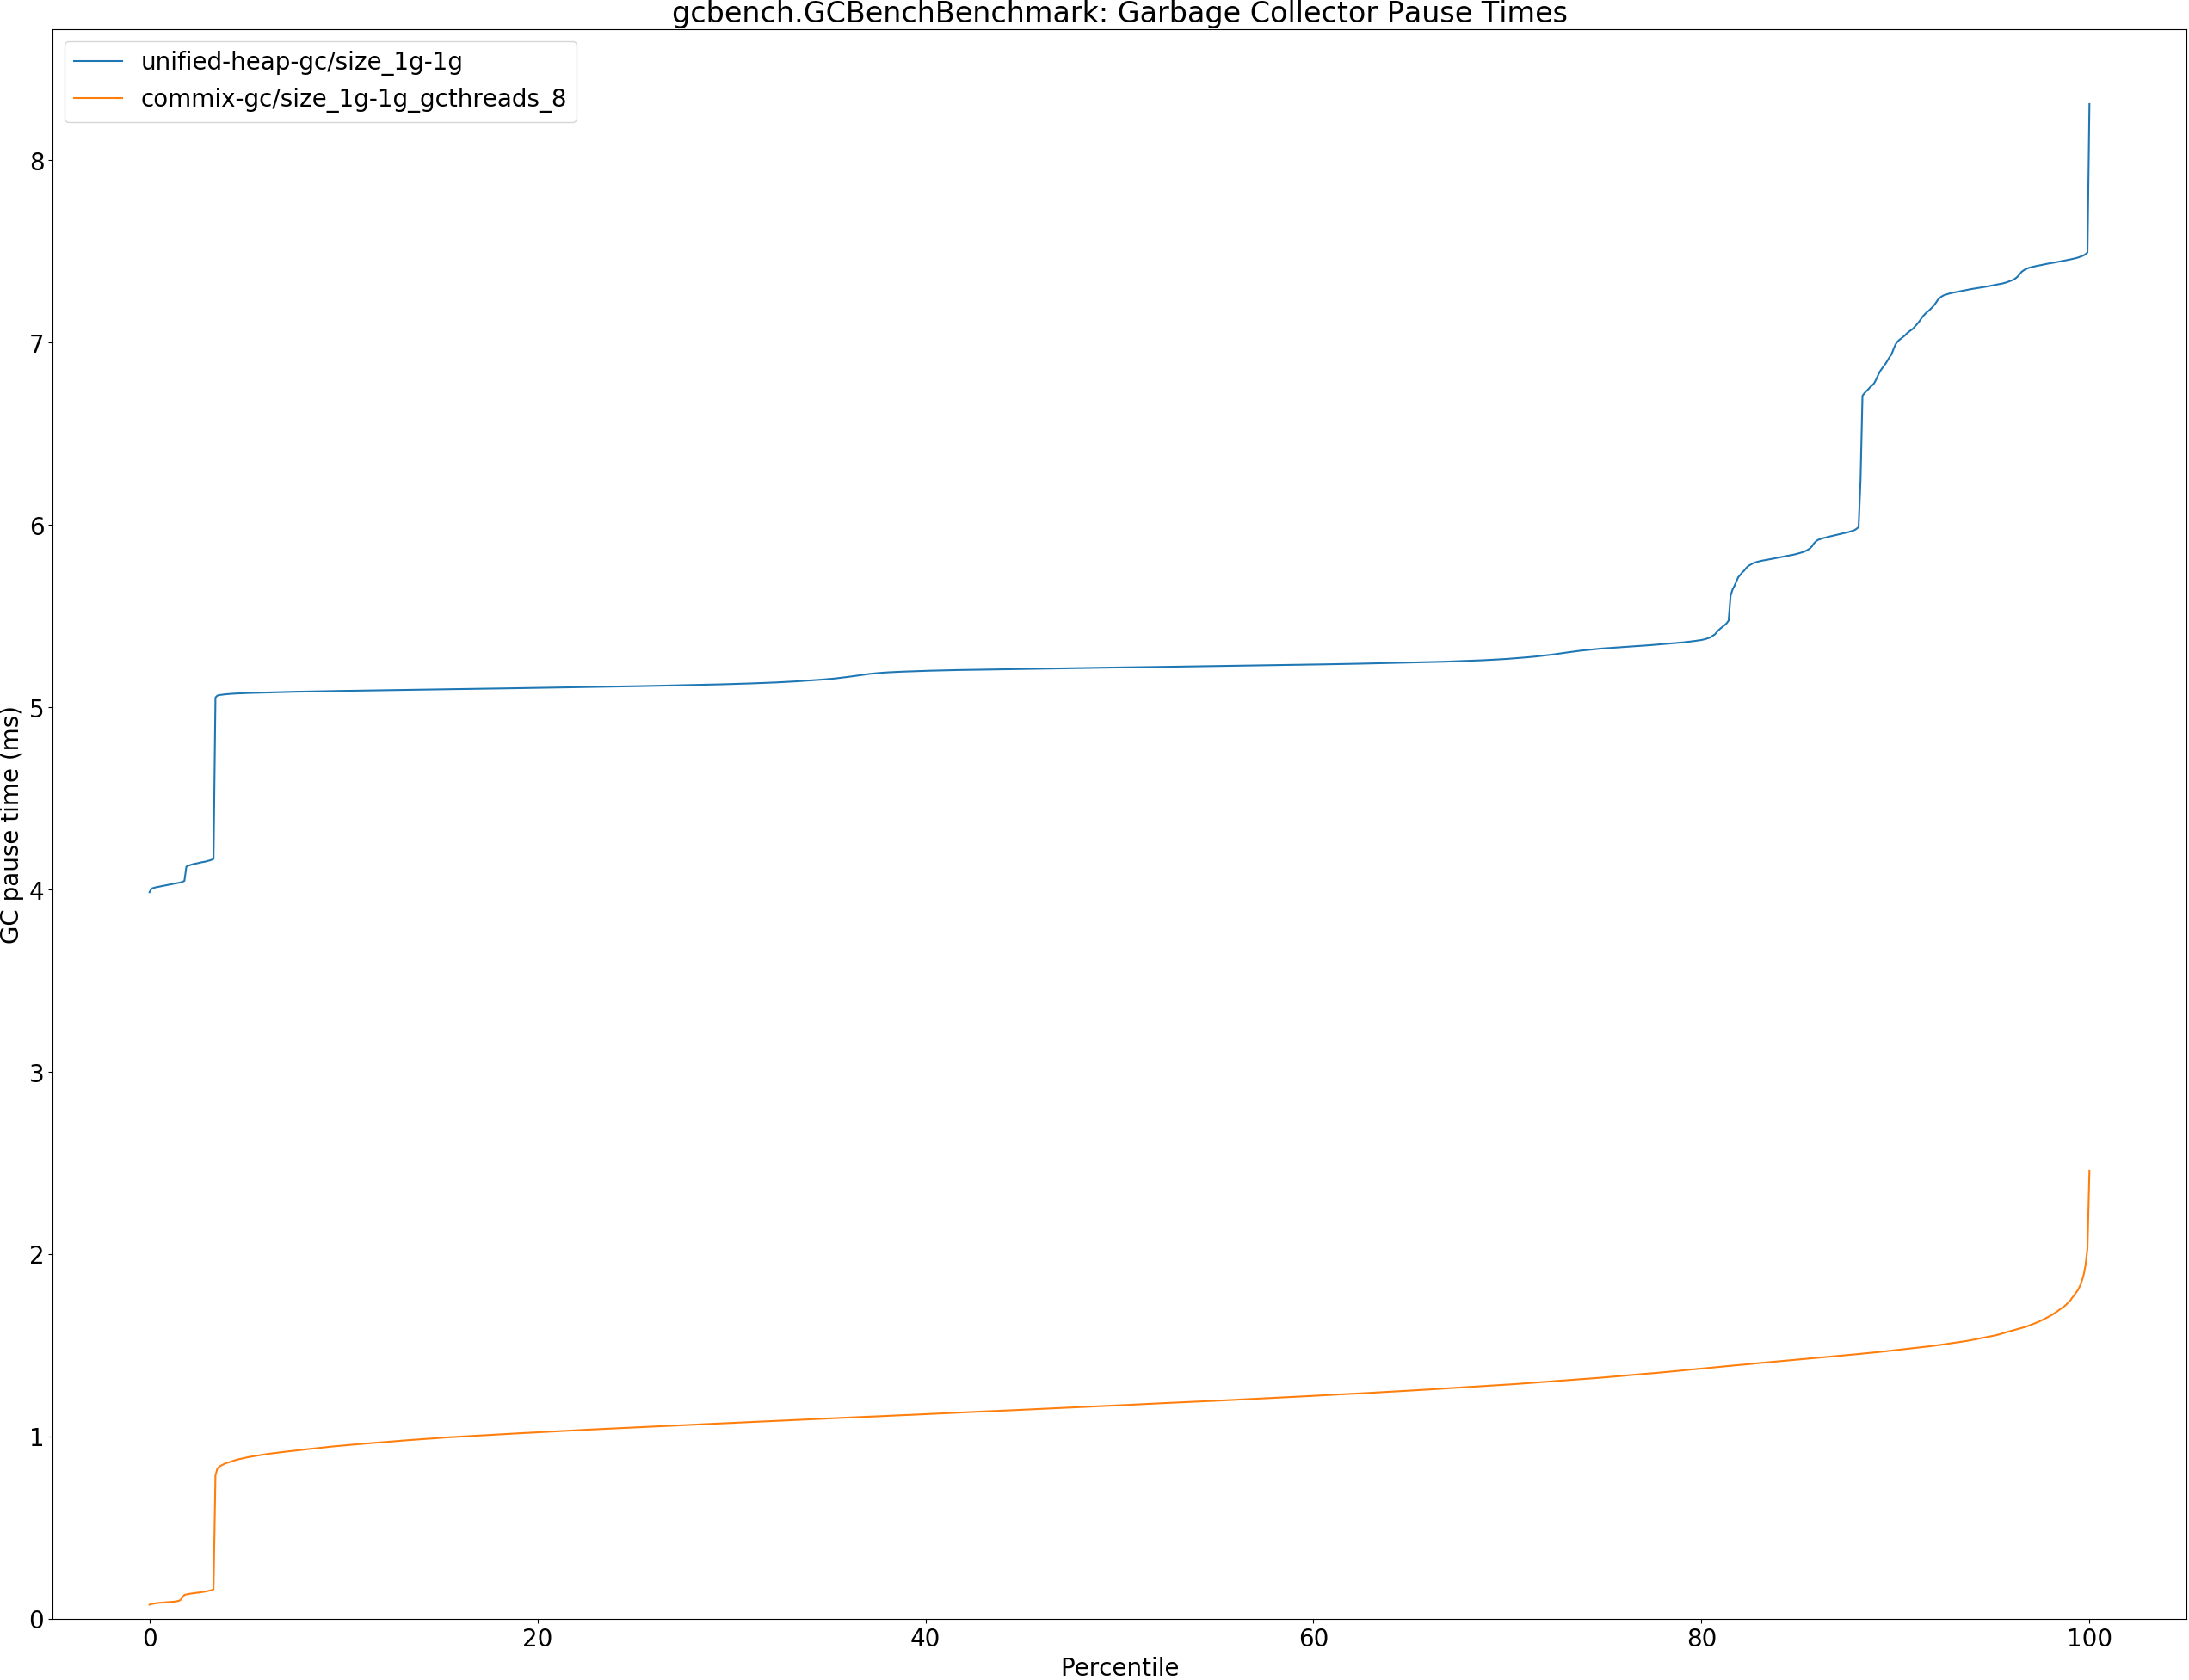 gcbench.GCBenchBenchmark: Garbage Collector Pause Times
unified-heap-gc/size_1g-1g
commix-gc/size_1g-1g_gcthreads_8
GC pause time (ms)
8
7
6
5
4
3
2
1
0
0 20 40 60 80 100
Percentile